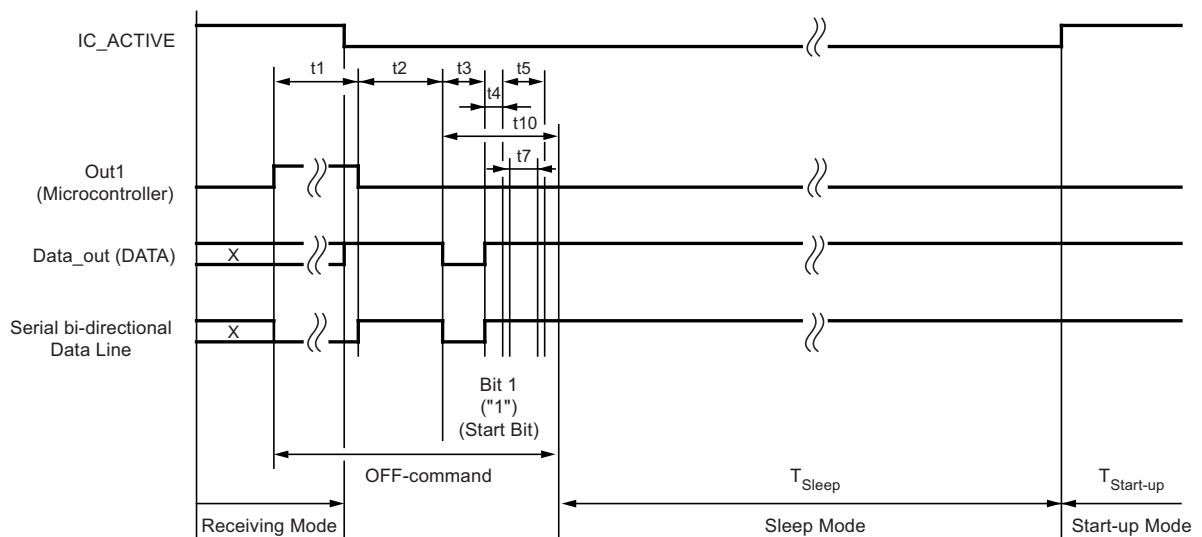 IC_ACTIVE
t1
t2
t3
t5
t4
t10
t7
Out1
(Microcontroller)
Data_out (DATA)
X
Serial bi-directional
Data Line
X
Bit 1
("1")
(Start Bit)
OFF-command
TSleep
TStart-up
Receiving Mode
Sleep Mode
Start-up Mode